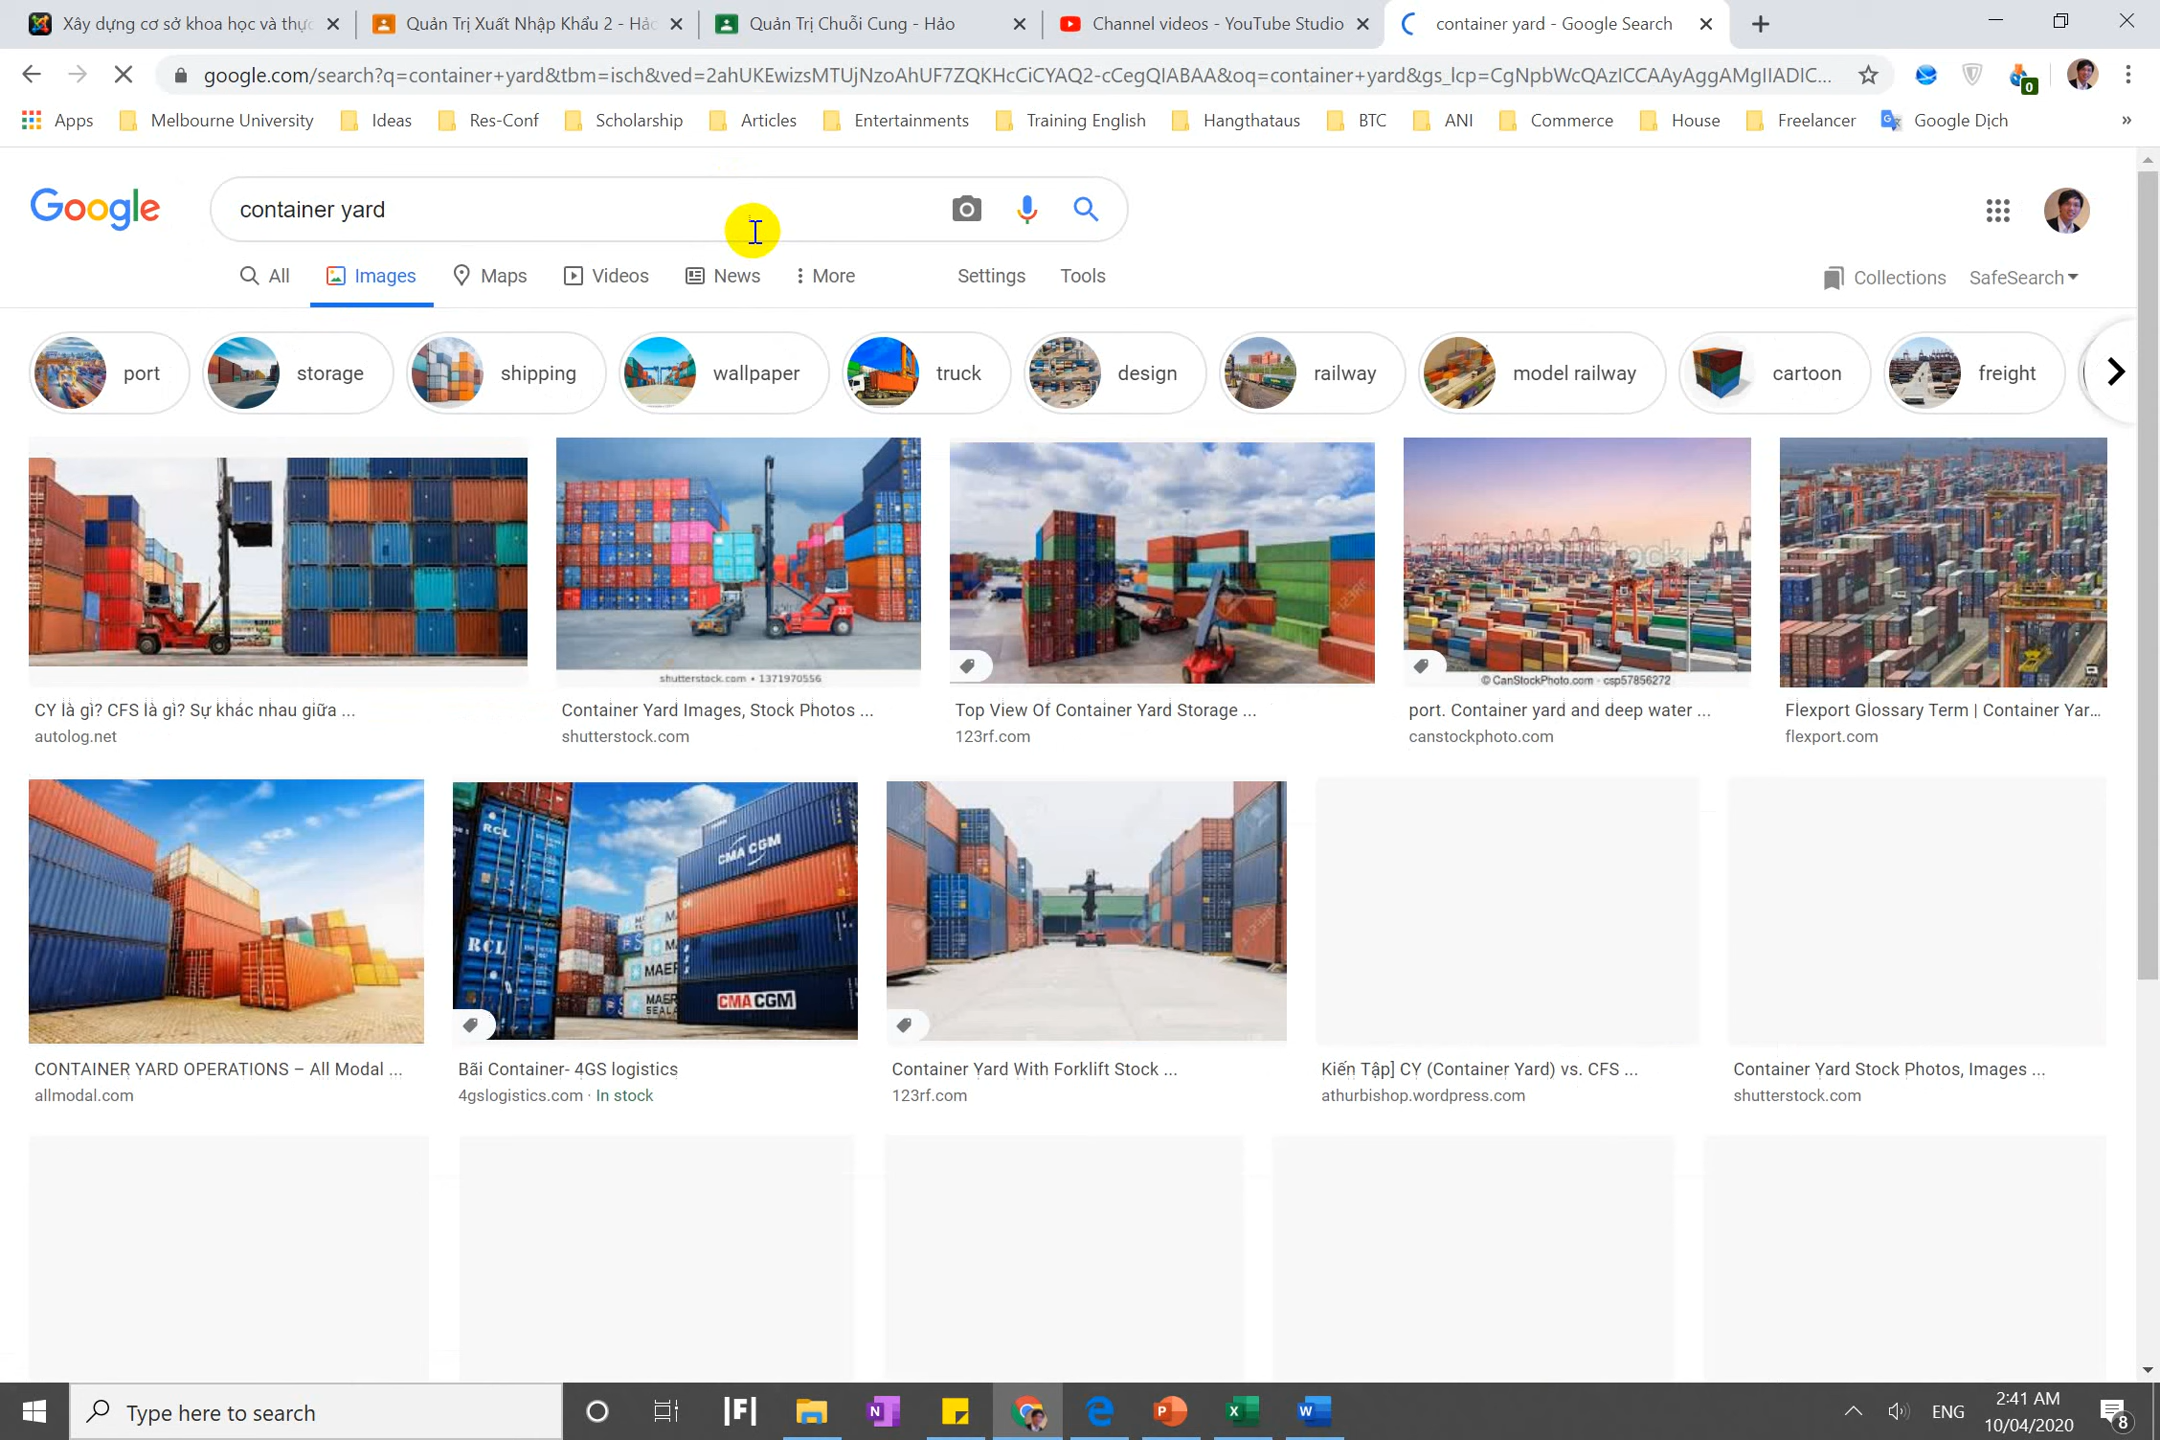 Xây dựng cơ sở khoa học và thực
Quản Trị Xuất Nhập Khẩu 2 - Hảo
Quản Trị Chuỗi Cung - Hảo
Channel videos - YouTube Studio
container yard - Google Search
google.com/search?q=container+yard&tbm=isch&ved=2ahUKEwizsMTUjNzoAhUF7ZQKHcCiCYAQ2-cCegQIABAA&oq=container+yard&gs_lcp=CgNpbWcQAzICCAAyAggAMgIIADIC...
0
Apps
Melbourne University
Ideas
Res-Conf
Scholarship
Articles
Entertainments
Training English
Hangthataus
BTC
ANI
Commerce
House
Freelancer
Google Dịch
»
Google
container yard
All
Images
Maps
Videos
News
More
Settings
Tools
Collections
SafeSearch
port
storage
shipping
wallpaper
truck
design
railway
model railway
cartoon
freight
shutterstock.com • 1371970556
© CanStockPhoto.com - csp57856272
CY là gì? CFS là gì? Sự khác nhau giữa ...
autolog.net
Container Yard Images, Stock Photos ...
shutterstock.com
Top View Of Container Yard Storage ...
123rf.com
port. Container yard and deep water ...
canstockphoto.com
Flexport Glossary Term | Container Yar...
flexport.com
RCL
RCL
CMA CGM
CMA CGM
MAER
MAER
SEAL
CONTAINER YARD OPERATIONS – All Modal ...
allmodal.com
Bãi Container- 4GS logistics
4gslogistics.com · In stock
Container Yard With Forklift Stock ...
123rf.com
Kiến Tập] CY (Container Yard) vs. CFS ...
athurbishop.wordpress.com
Container Yard Stock Photos, Images ...
shutterstock.com
Type here to search
ENG
2:41 AM
10/04/2020
8